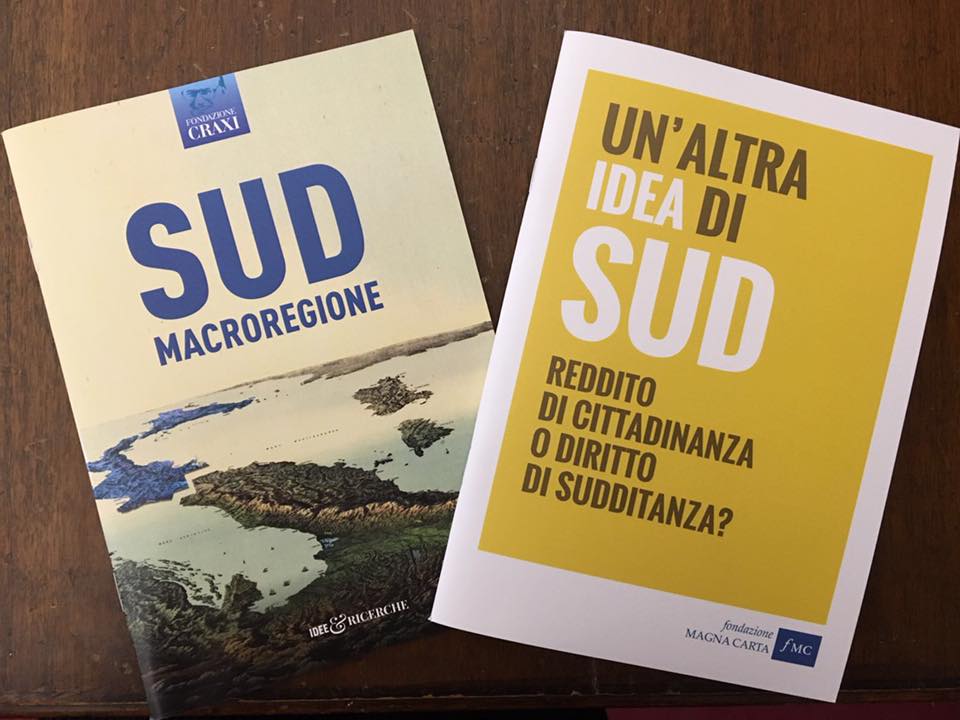 FONDAZIONE
CRAXI
SUD
MACROREGIONE
IDEE & RICERCHE
UN'ALTRA
IDEA DI
SUD
REDDITO
DI CITTADINANZA
O DIRITTO
DI SUDDITANZA?
fondazione
MAGNA CARTA
fMC